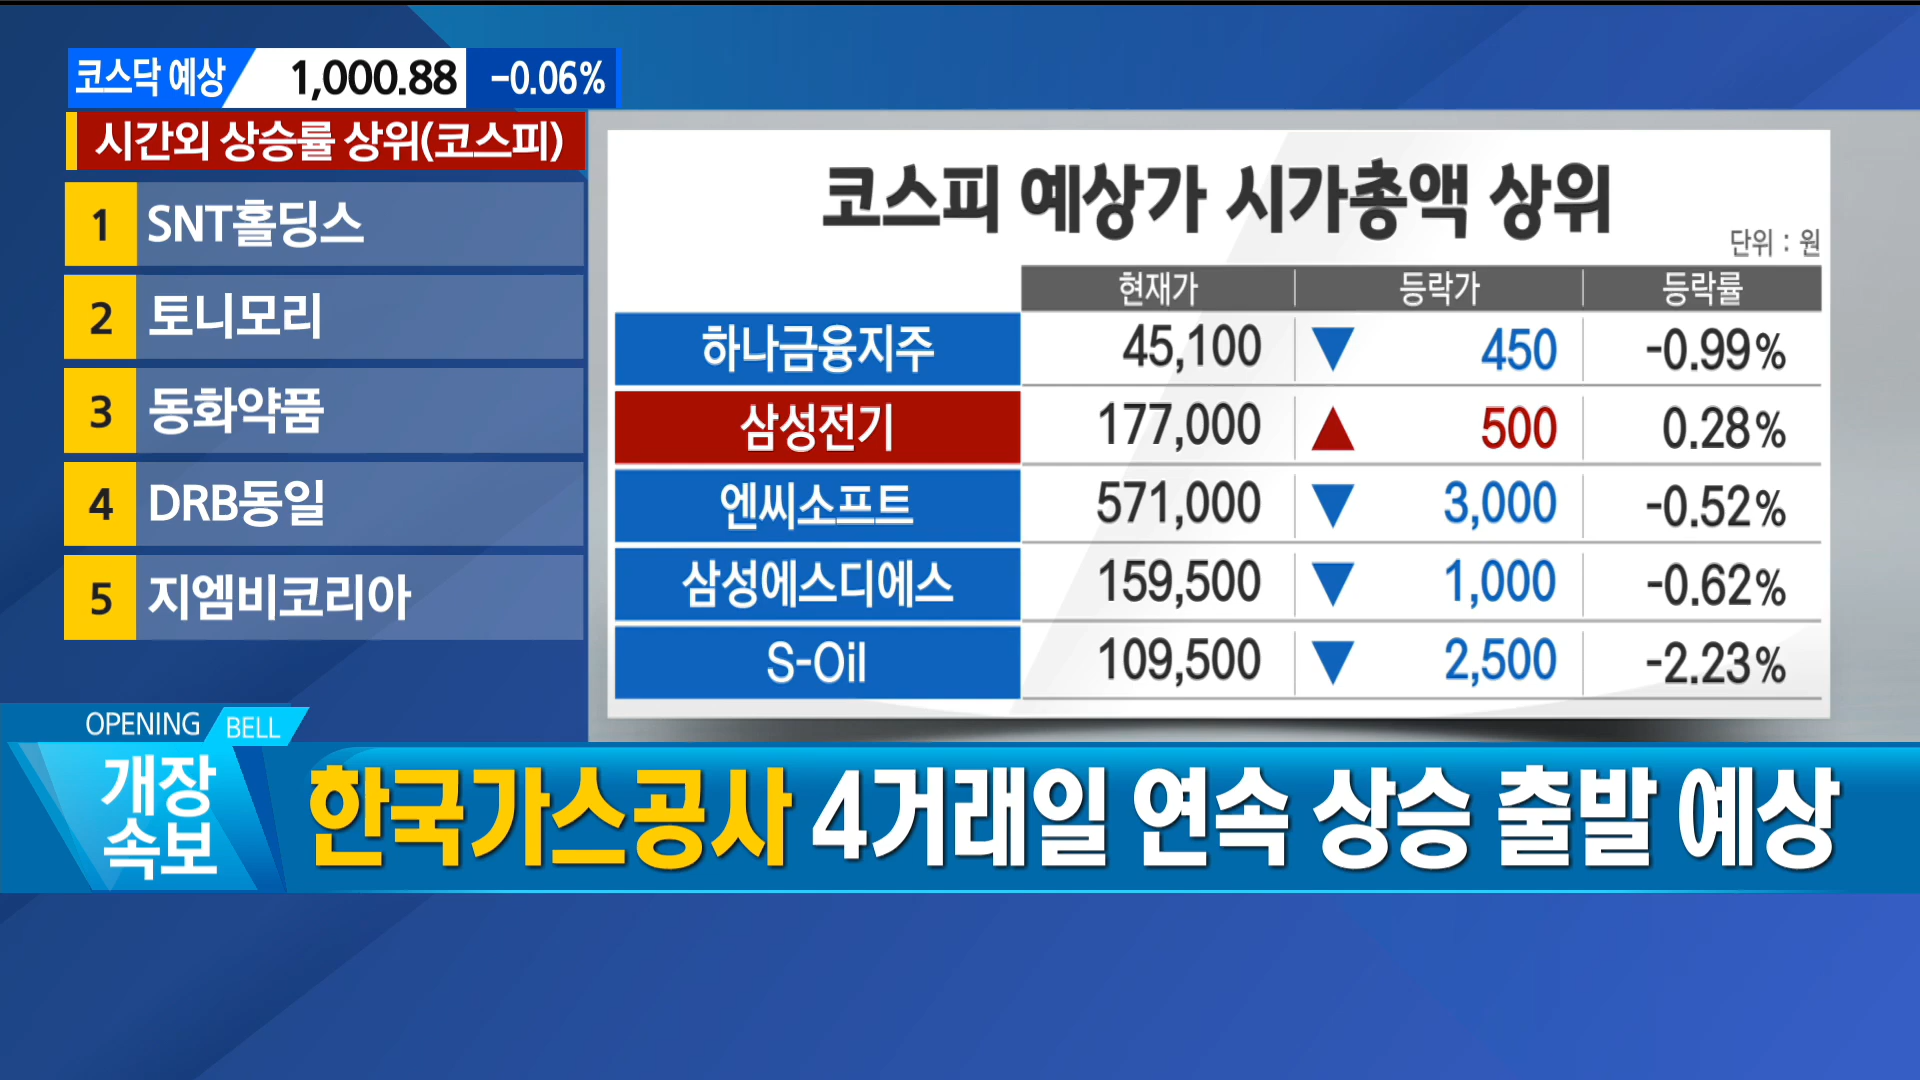 코스닥 예상 1,000.88 -0.06%
시간외 상승률 상위(코스피)
1 SNT홀딩스
2 토니모리
3 동화약품
4 DRB동일
5 지엠비코리아
코스피 예상가 시가총액 상위
단위 : 원
현재가 등락가 등락률
하나금융지주 45,100 ▼ 450 -0.99%
삼성전기 177,000 ▲ 500 0.28%
엔씨소프트 571,000 ▼ 3,000 -0.52%
삼성에스디에스 159,500 ▼ 1,000 -0.62%
S-Oil 109,500 ▼ 2,500 -2.23%
OPENING BELL
개장
속보
한국가스공사 4거래일 연속 상승 출발 예상